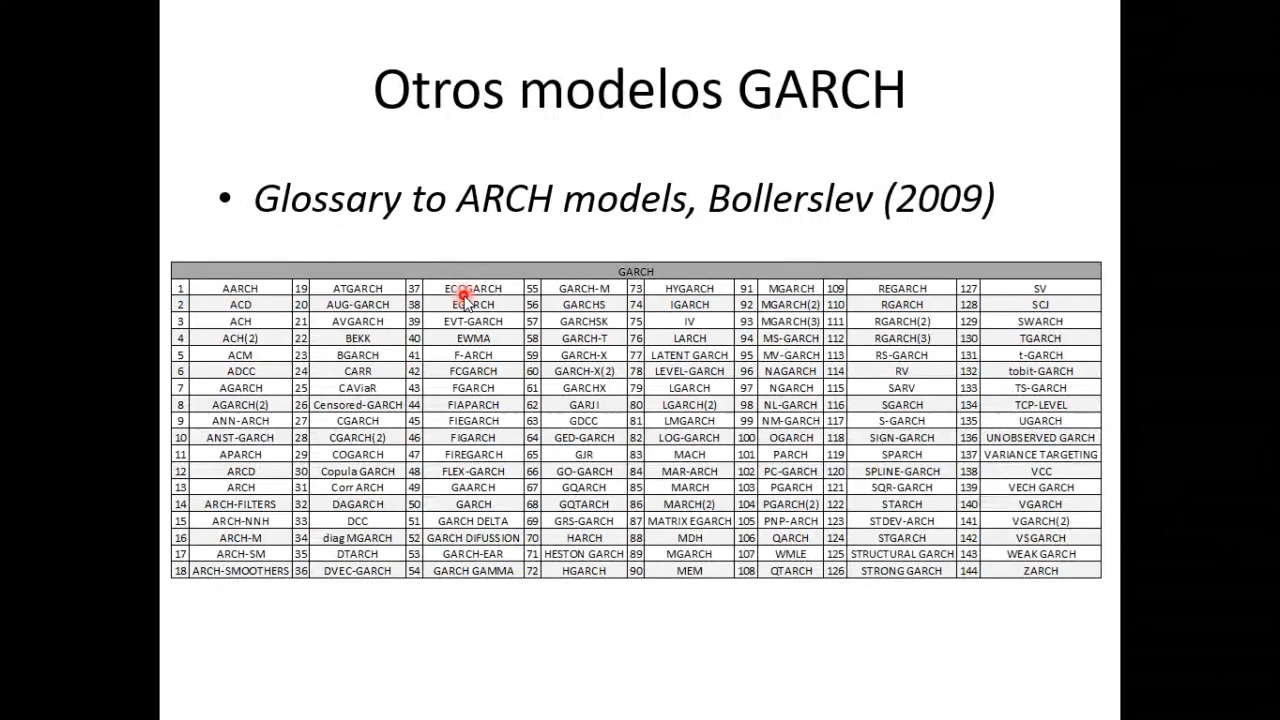 Otros modelos GARCH
• Glossary to ARCH models, Bollerslev (2009)
GARCH
1 AARCH 19 ATGARCH 37 ECOGARCH 55 GARCH-M 73 HYGARCH 91 MGARCH 109 REGARCH 127 SV
2 ACD 20 AUG-GARCH 38 EGARCH 56 GARCHS 74 IGARCH 92 MGARCH(2) 110 RGARCH 128 SCJ
3 ACH 21 AVGARCH 39 EVT-GARCH 57 GARCHSK 75 IV 93 MGARCH(3) 111 RGARCH(2) 129 SWARCH
4 ACH(2) 22 BEKK 40 EWMA 58 GARCH-T 76 LARCH 94 MS-GARCH 112 RGARCH(3) 130 TGARCH
5 ACM 23 BGARCH 41 F-ARCH 59 GARCH-X 77 LATENT GARCH 95 MV-GARCH 113 RS-GARCH 131 t-GARCH
6 ADCC 24 CARR 42 FCGARCH 60 GARCH-X(2) 78 LEVEL-GARCH 96 NAGARCH 114 RV 132 tobit-GARCH
7 AGARCH 25 CAViaR 43 FGARCH 61 GARCHX 79 LGARCH 97 NGARCH 115 SARV 133 TS-GARCH
8 AGARCH(2) 26 Censored-GARCH 44 FIAPARCH 62 GARJI 80 LGARCH(2) 98 NL-GARCH 116 SGARCH 134 TCP-LEVEL
9 ANN-ARCH 27 CGARCH 45 FIEGARCH 63 GDCC 81 LMGARCH 99 NM-GARCH 117 S-GARCH 135 UGARCH
10 ANST-GARCH 28 CGARCH(2) 46 FIGARCH 64 GED-GARCH 82 LOG-GARCH 100 OGARCH 118 SIGN-GARCH 136 UNOBSERVED GARCH
11 APARCH 29 COGARCH 47 FIREGARCH 65 GJR 83 MACH 101 PARCH 119 SPARCH 137 VARIANCE TARGETING
12 ARCD 30 Copula GARCH 48 FLEX-GARCH 66 GO-GARCH 84 MAR-ARCH 102 PC-GARCH 120 SPLINE-GARCH 138 VCC
13 ARCH 31 Corr ARCH 49 GAARCH 67 GQARCH 85 MARCH 103 PGARCH 121 SQR-GARCH 139 VECH GARCH
14 ARCH-FILTERS 32 DAGARCH 50 GARCH 68 GQTARCH 86 MARCH(2) 104 PGARCH(2) 122 STARCH 140 VGARCH
15 ARCH-NNH 33 DCC 51 GARCH DELTA 69 GRS-GARCH 87 MATRIX EGARCH 105 PNP-ARCH 123 STDEV-ARCH 141 VGARCH(2)
16 ARCH-M 34 diag MGARCH 52 GARCH DIFUSSION 70 HARCH 88 MDH 106 QARCH 124 STGARCH 142 VSGARCH
17 ARCH-SM 35 DTARCH 53 GARCH-EAR 71 HESTON GARCH 89 MGARCH 107 WMLE 125 STRUCTURAL GARCH 143 WEAK GARCH
18 ARCH-SMOOTHERS 36 DVEC-GARCH 54 GARCH GAMMA 72 HGARCH 90 MEM 108 QTARCH 126 STRONG GARCH 144 ZARCH